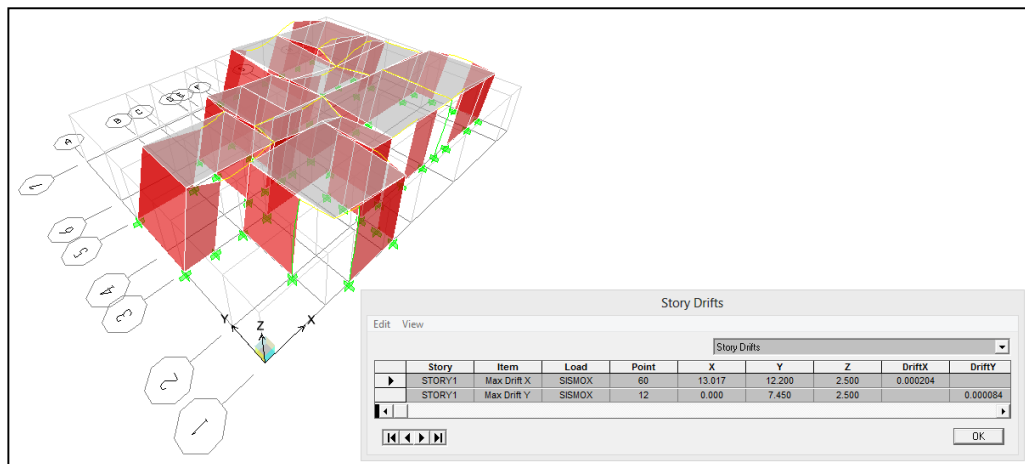 Story Drifts
Edit View
Story Drifts
Story Item Load Point X Y Z DriftX DriftY
STORY1 Max Drift X SISMOX 60 13.017 12.200 2.500 0.000204
STORY1 Max Drift Y SISMOX 12 0.000 7.450 2.500 0.000084
OK
A
B
C
D
E
F
7
6
5
4
3
2
1
Y
Z
X